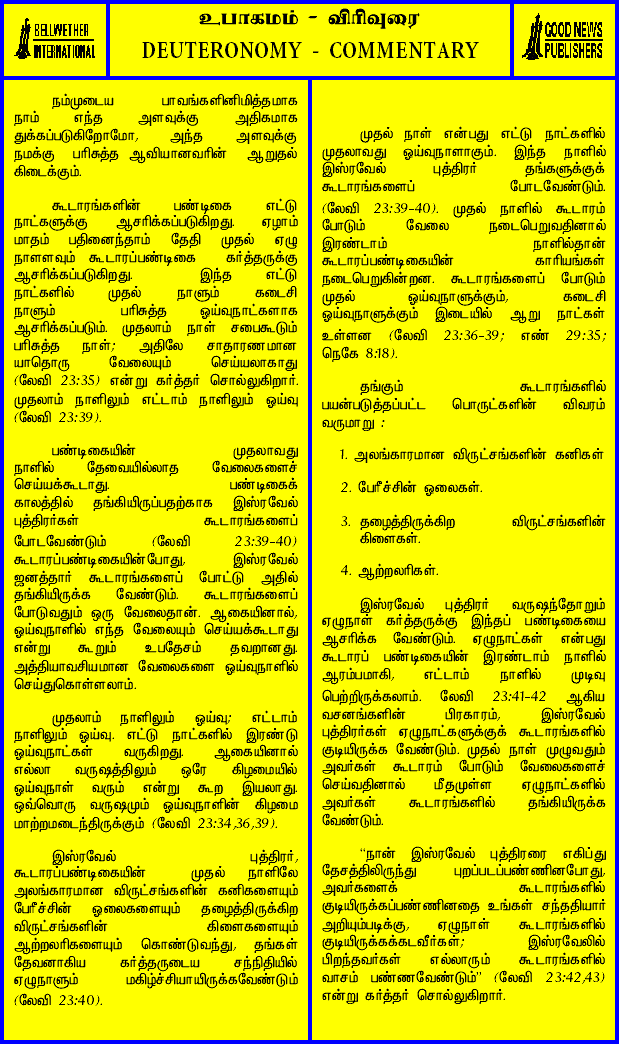 BELLWETHER
INTERNATIONAL
உபாகமம் - விரிவுரை
DEUTERONOMY - COMMENTARY
GOOD NEWS
PUBLISHERS
நம்முடைய பாவங்களினிமித்தமாக
நாம் எந்த அளவுக்கு அதிகமாக
துக்கப்படுகிறோமோ, அந்த அளவுக்கு
நமக்கு பரிசுத்த ஆவியானவரின் ஆறுதல்
கிடைக்கும்.
கூடாரங்களின் பண்டிகை எட்டு
நாட்களுக்கு ஆசரிக்கப்படுகிறது. ஏழாம்
மாதம் பதினைந்தாம் தேதி முதல் ஏழு
நாளளவும் கூடாரப்பண்டிகை கர்த்தருக்கு
ஆசரிக்கப்படுகிறது. இந்த எட்டு
நாட்களில் முதல் நாளும் கடைசி
நாளும் பரிசுத்த ஓய்வுநாட்களாக
ஆசரிக்கப்படும். முதலாம் நாள் சபைகூடும்
பரிசுத்த நாள்; அதிலே சாதாரணமான
யாதொரு வேலையும் செய்யலாகாது
(லேவி 23:35) என்று கர்த்தர் சொல்லுகிறார்.
முதலாம் நாளிலும் எட்டாம் நாளிலும் ஓய்வு
(லேவி 23:39).
பண்டிகையின் முதலாவது
நாளில் தேவையில்லாத வேலைகளைச்
செய்யக்கூடாது. பண்டிகைக்
காலத்தில் தங்கியிருப்பதற்காக இஸ்ரவேல்
புத்திரர்கள் கூடாரங்களைப்
போடவேண்டும் (லேவி 23:39-40)
கூடாரப்பண்டிகையின்போது, இஸ்ரவேல்
ஜனத்தார் கூடாரங்களைப் போட்டு அதில்
தங்கியிருக்க வேண்டும். கூடாரங்களைப்
போடுவதும் ஒரு வேலைதான். ஆகையினால்,
ஓய்வுநாளில் எந்த வேலையும் செய்யக்கூடாது
என்று கூறும் உபதேசம் தவறானது.
அத்தியாவசியமான வேலைகளை ஓய்வுநாளில்
செய்துகொள்ளலாம்.
முதலாம் நாளிலும் ஓய்வு; எட்டாம்
நாளிலும் ஓய்வு. எட்டு நாட்களில் இரண்டு
ஓய்வுநாட்கள் வருகிறது. ஆகையினால்
எல்லா வருஷத்திலும் ஒரே கிழமையில்
ஓய்வுநாள் வரும் என்று கூற இயலாது.
ஒவ்வொரு வருஷமும் ஓய்வுநாளின் கிழமை
மாற்றமடைந்திருக்கும் (லேவி 23:34,36,39).
இஸ்ரவேல் புத்திரர்,
கூடாரப்பண்டிகையின் முதல் நாளிலே
அலங்காரமான விருட்சங்களின் கனிகளையும்
பேரீச்சின் ஓலைகளையும் தழைத்திருக்கிற
விருட்சங்களின் கிளைகளையும்
ஆற்றலரிகளையும் கொண்டுவந்து, தங்கள்
தேவனாகிய கர்த்தருடைய சந்நிதியில்
ஏழுநாளும் மகிழ்ச்சியாயிருக்கவேண்டும்
(லேவி 23:40).
முதல் நாள் என்பது எட்டு நாட்களில்
முதலாவது ஓய்வுநாளாகும். இந்த நாளில்
இஸ்ரவேல் புத்திரர் தங்களுக்குக்
கூடாரங்களைப் போடவேண்டும்.
(லேவி 23:39-40). முதல் நாளில் கூடாரம்
போடும் வேலை நடைபெறுவதினால்
இரண்டாம் நாளில்தான்
கூடாரப்பண்டிகையின் காரியங்கள்
நடைபெறுகின்றன. கூடாரங்களைப் போடும்
முதல் ஓய்வுநாளுக்கும், கடைசி
ஓய்வுநாளுக்கும் இடையில் ஆறு நாட்கள்
உள்ளன (லேவி 23:36-39; எண் 29:35;
நெகே 8:18).
தங்கும் கூடாரங்களில்
பயன்படுத்தப்பட்ட பொருட்களின் விவரம்
வருமாறு :
1. அலங்காரமான விருட்சங்களின் கனிகள்
2. பேரீச்சின் ஓலைகள்.
3. தழைத்திருக்கிற விருட்சங்களின்
கிளைகள்.
4. ஆற்றலரிகள்.
இஸ்ரவேல் புத்திரர் வருஷந்தோறும்
ஏழுநாள் கர்த்தருக்கு இந்தப் பண்டிகையை
ஆசரிக்க வேண்டும். ஏழுநாட்கள் என்பது
கூடாரப் பண்டிகையின் இரண்டாம் நாளில்
ஆரம்பமாகி, எட்டாம் நாளில் முடிவு
பெற்றிருக்கலாம். லேவி 23:41-42 ஆகிய
வசனங்களின் பிரகாரம், இஸ்ரவேல்
புத்திரர்கள் ஏழுநாட்களுக்குக் கூடாரங்களில்
குடியிருக்க வேண்டும். முதல் நாள் முழுவதும்
அவர்கள் கூடாரம் போடும் வேலைகளைச்
செய்வதினால் மீதமுள்ள ஏழுநாட்களில்
அவர்கள் கூடாரங்களில் தங்கியிருக்க
வேண்டும்.
“நான் இஸ்ரவேல் புத்திரரை எகிப்து
தேசத்திலிருந்து புறப்படப்பண்ணினபோது,
அவர்களைக் கூடாரங்களில்
குடியிருக்கப்பண்ணினதை உங்கள் சந்ததியார்
அறியும்படிக்கு, ஏழுநாள் கூடாரங்களில்
குடியிருக்கக்கடவீர்கள்; இஸ்ரவேலில்
பிறந்தவர்கள் எல்லாரும் கூடாரங்களில்
வாசம் பண்ணவேண்டும்” (லேவி 23:42,43)
என்று கர்த்தர் சொல்லுகிறார்.